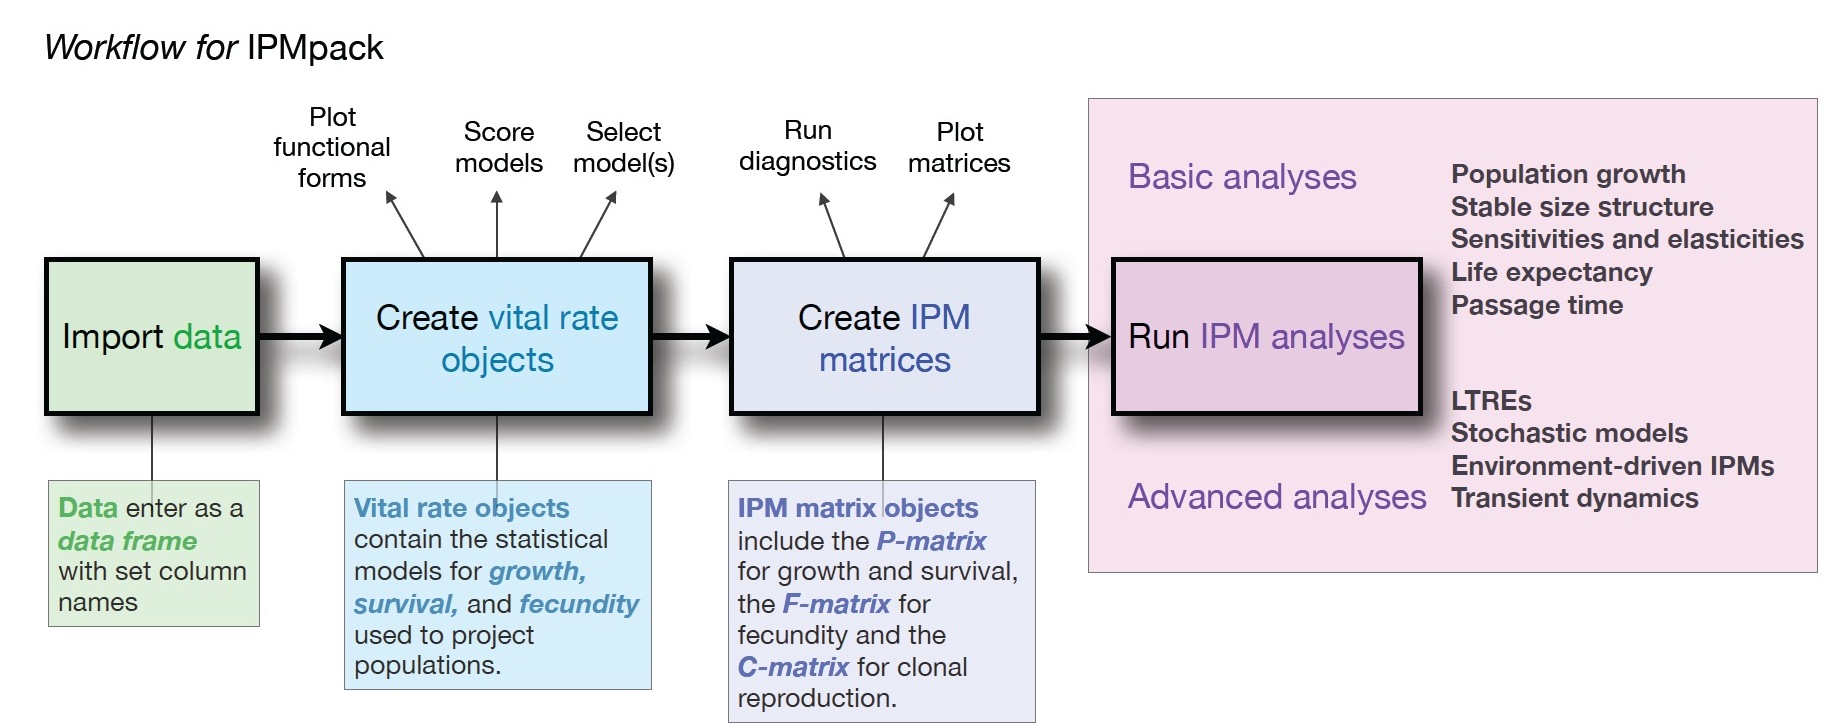 Workflow for IPMpack
Plot
functional
forms
Score
models
Select
model(s)
Run
diagnostics
Plot
matrices
Import data
Create vital rate
objects
Create IPM
matrices
Run IPM analyses
Basic analyses
Population growth
Stable size structure
Sensitivities and elasticities
Life expectancy
Passage time
Advanced analyses
LTREs
Stochastic models
Environment-driven IPMs
Transient dynamics
Data enter as a
data frame
with set column
names
Vital rate objects
contain the statistical
models for growth,
survival, and fecundity
used to project
populations.
IPM matrix objects
include the P-matrix
for growth and survival,
the F-matrix for
fecundity and the
C-matrix for clonal
reproduction.